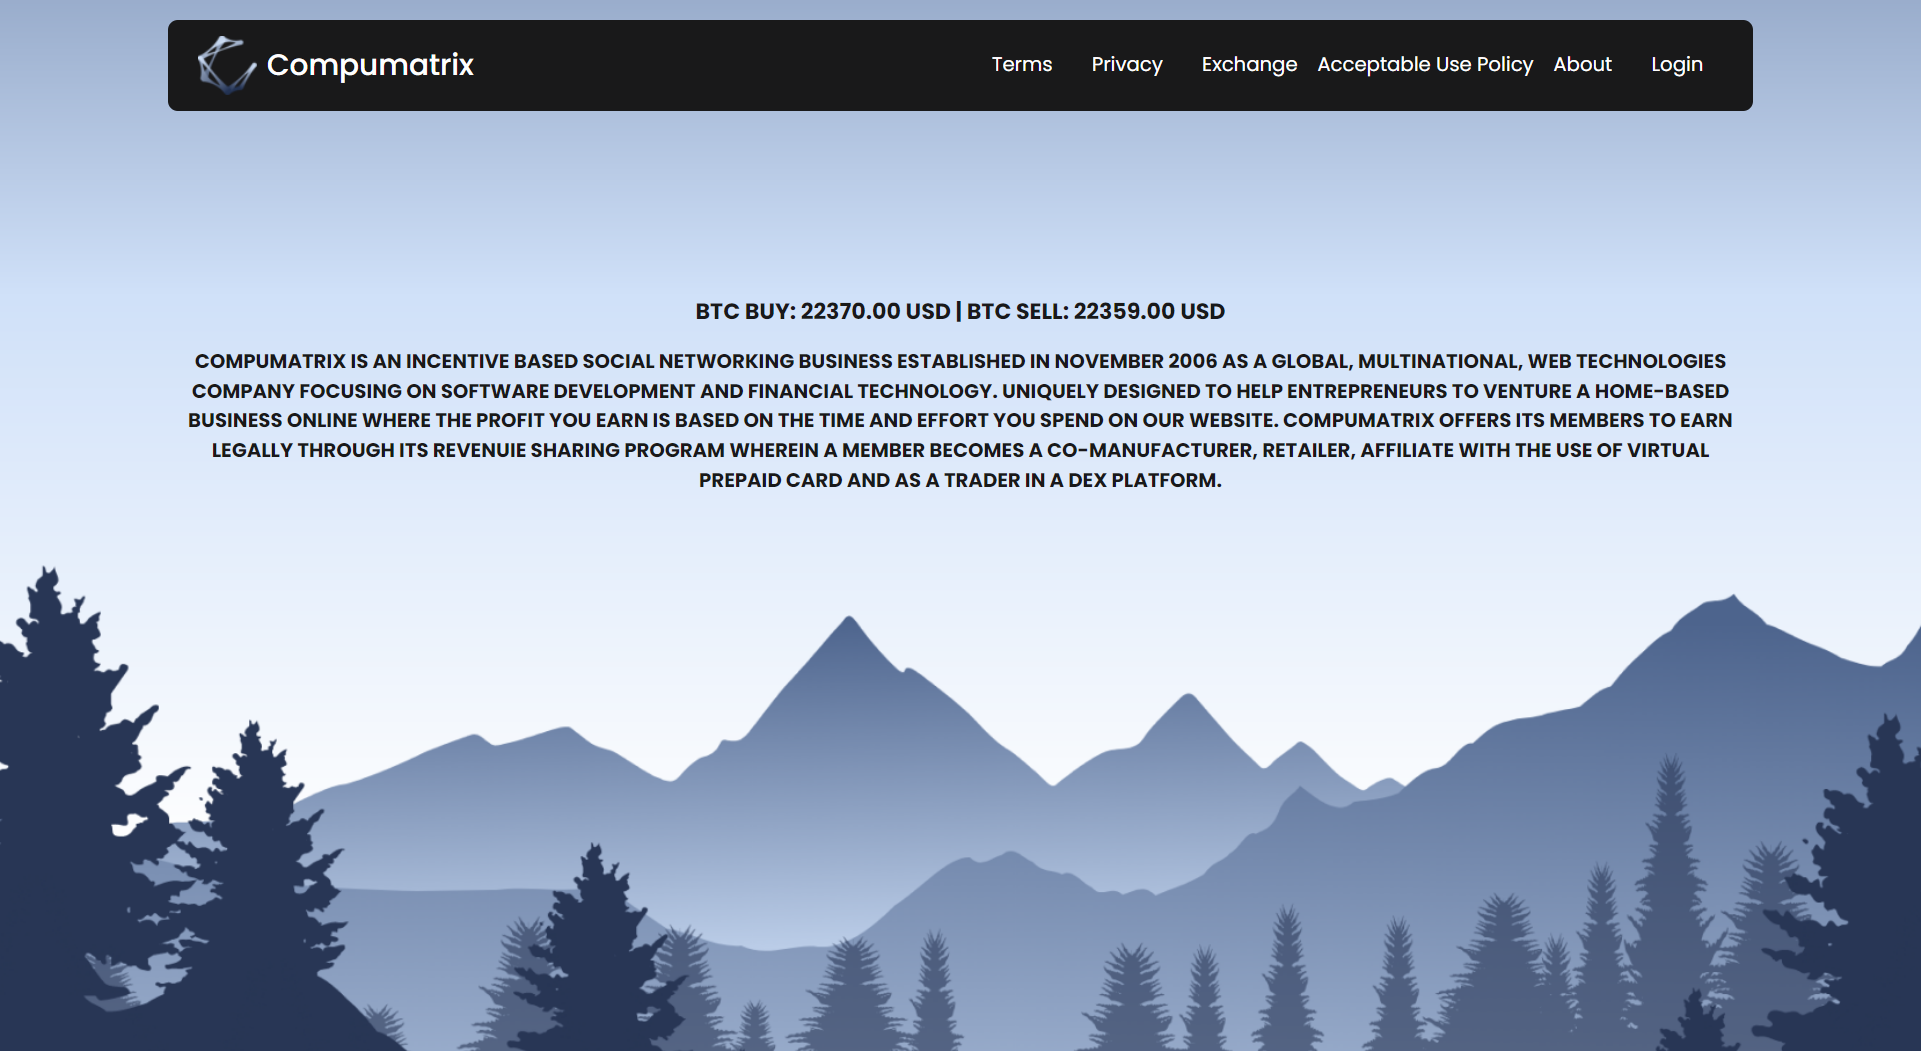 Compumatrix
Terms Privacy Exchange Acceptable Use Policy About Login
BTC BUY: 22370.00 USD | BTC SELL: 22359.00 USD
COMPUMATRIX IS AN INCENTIVE BASED SOCIAL NETWORKING BUSINESS ESTABLISHED IN NOVEMBER 2006 AS A GLOBAL, MULTINATIONAL, WEB TECHNOLOGIES
COMPANY FOCUSING ON SOFTWARE DEVELOPMENT AND FINANCIAL TECHNOLOGY. UNIQUELY DESIGNED TO HELP ENTREPRENEURS TO VENTURE A HOME-BASED
BUSINESS ONLINE WHERE THE PROFIT YOU EARN IS BASED ON THE TIME AND EFFORT YOU SPEND ON OUR WEBSITE. COMPUMATRIX OFFERS ITS MEMBERS TO EARN
LEGALLY THROUGH ITS REVENUIE SHARING PROGRAM WHEREIN A MEMBER BECOMES A CO-MANUFACTURER, RETAILER, AFFILIATE WITH THE USE OF VIRTUAL
PREPAID CARD AND AS A TRADER IN A DEX PLATFORM.